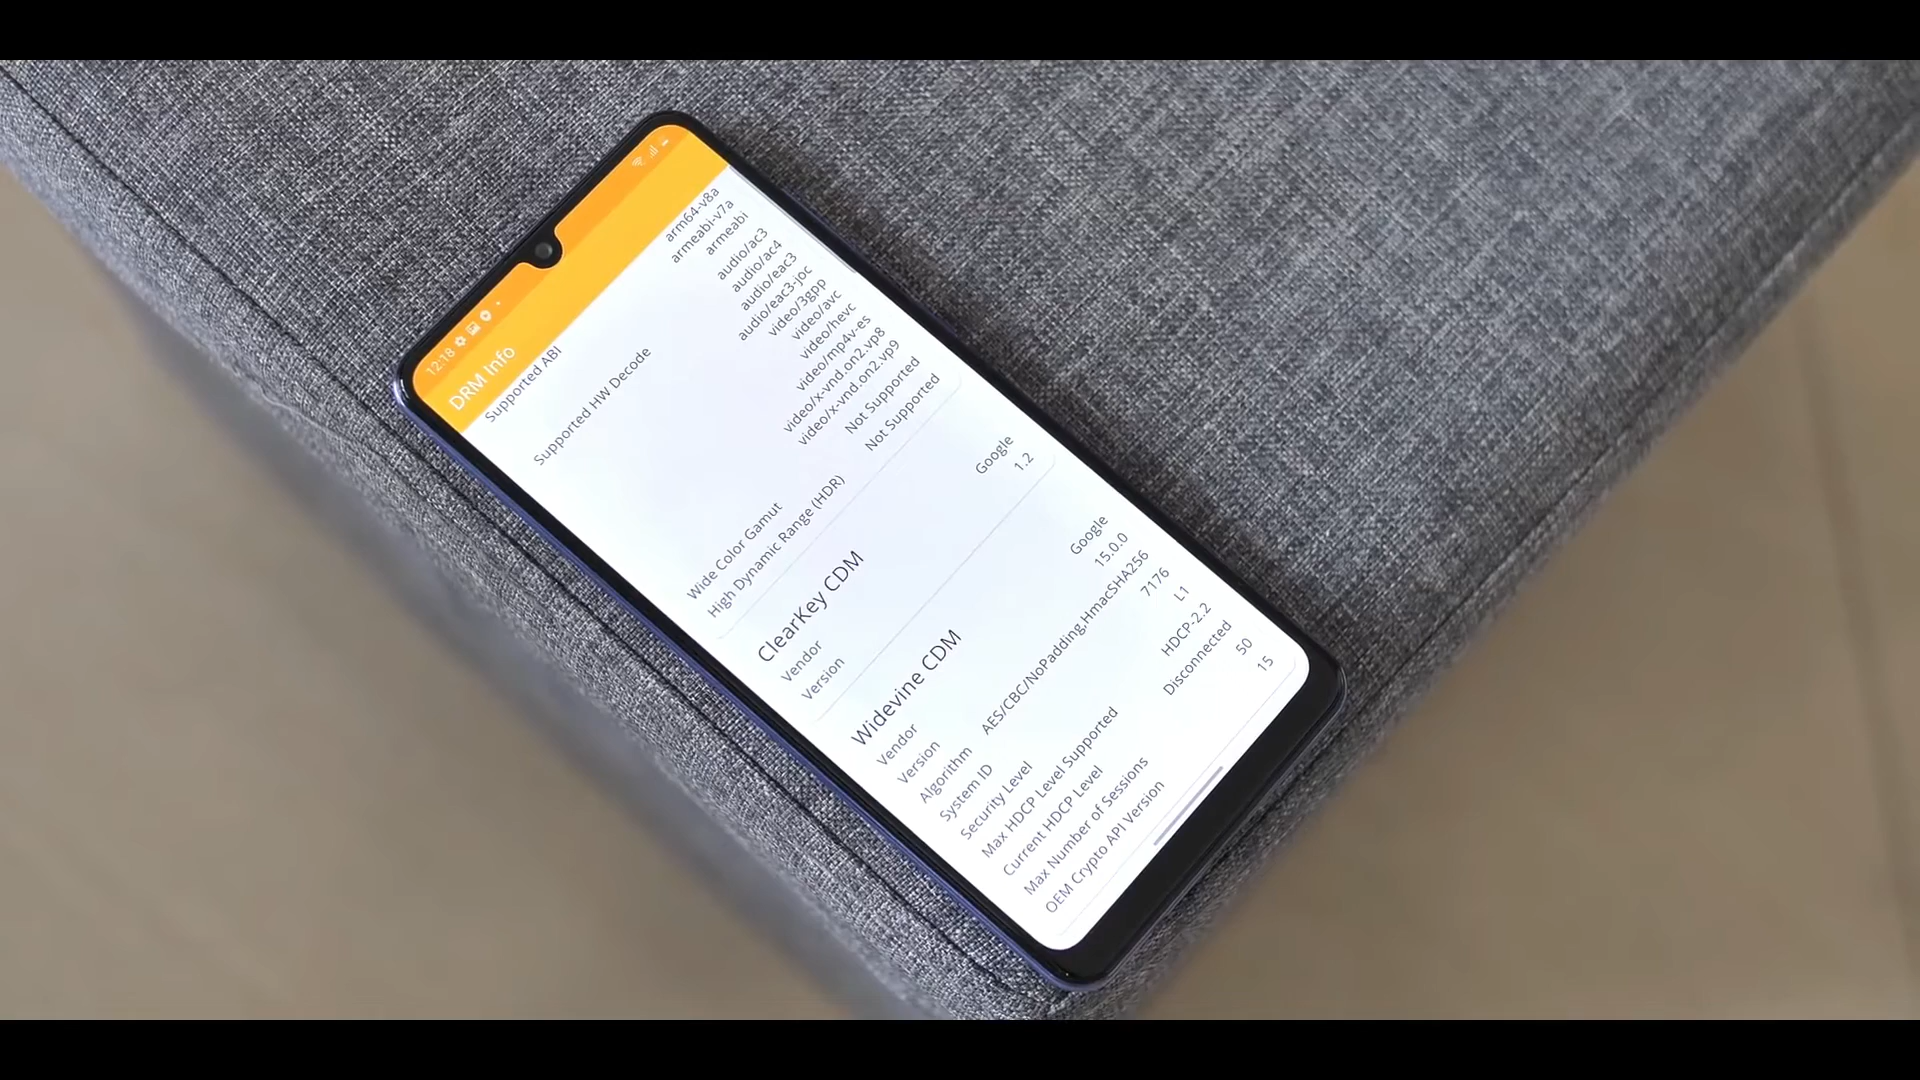 12:18
DRM Info
Supported ABI
arm64-v8a
armeabi-v7a
armeabi
Supported HW Decode
audio/ac3
audio/ac4
audio/eac3
audio/eac3-joc
video/3gpp
video/avc
video/hevc
video/mp4v-es
video/x-vnd.on2.vp8
video/x-vnd.on2.vp9
Wide Color Gamut Not Supported
High Dynamic Range (HDR) Not Supported
ClearKey CDM
Vendor Google
Version 1.2
Widevine CDM
Vendor Google
Version 15.0.0
Algorithm AES/CBC/NoPadding,HmacSHA256
System ID 7176
Security Level L1
Max HDCP Level Supported HDCP-2.2
Current HDCP Level Disconnected
Max Number of Sessions 50
OEM Crypto API Version 15